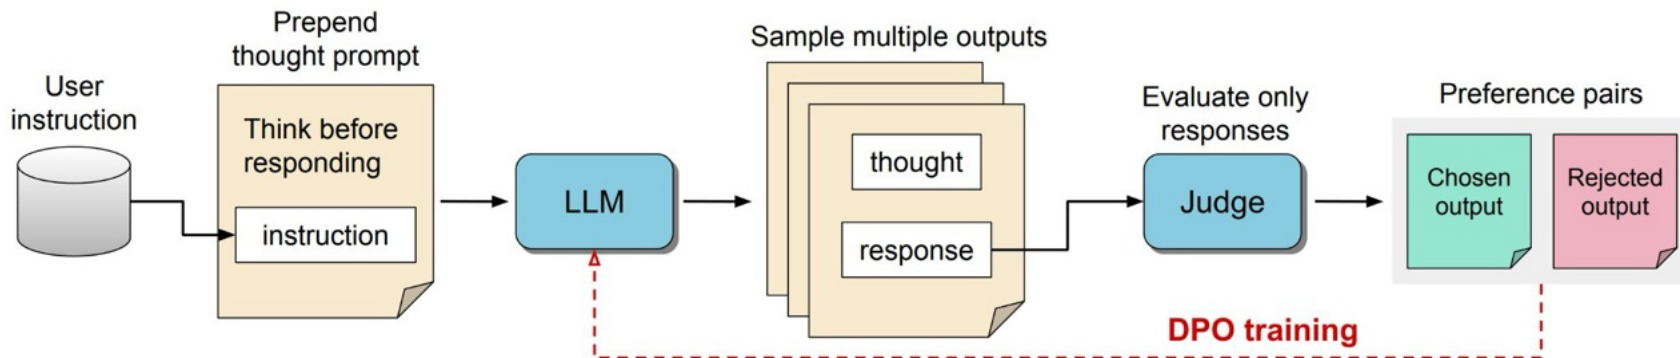 User
instruction
Prepend
thought prompt
Think before
responding
instruction
LLM
Sample multiple outputs
thought
response
Evaluate only
responses
Judge
Preference pairs
Chosen
output
Rejected
output
DPO training